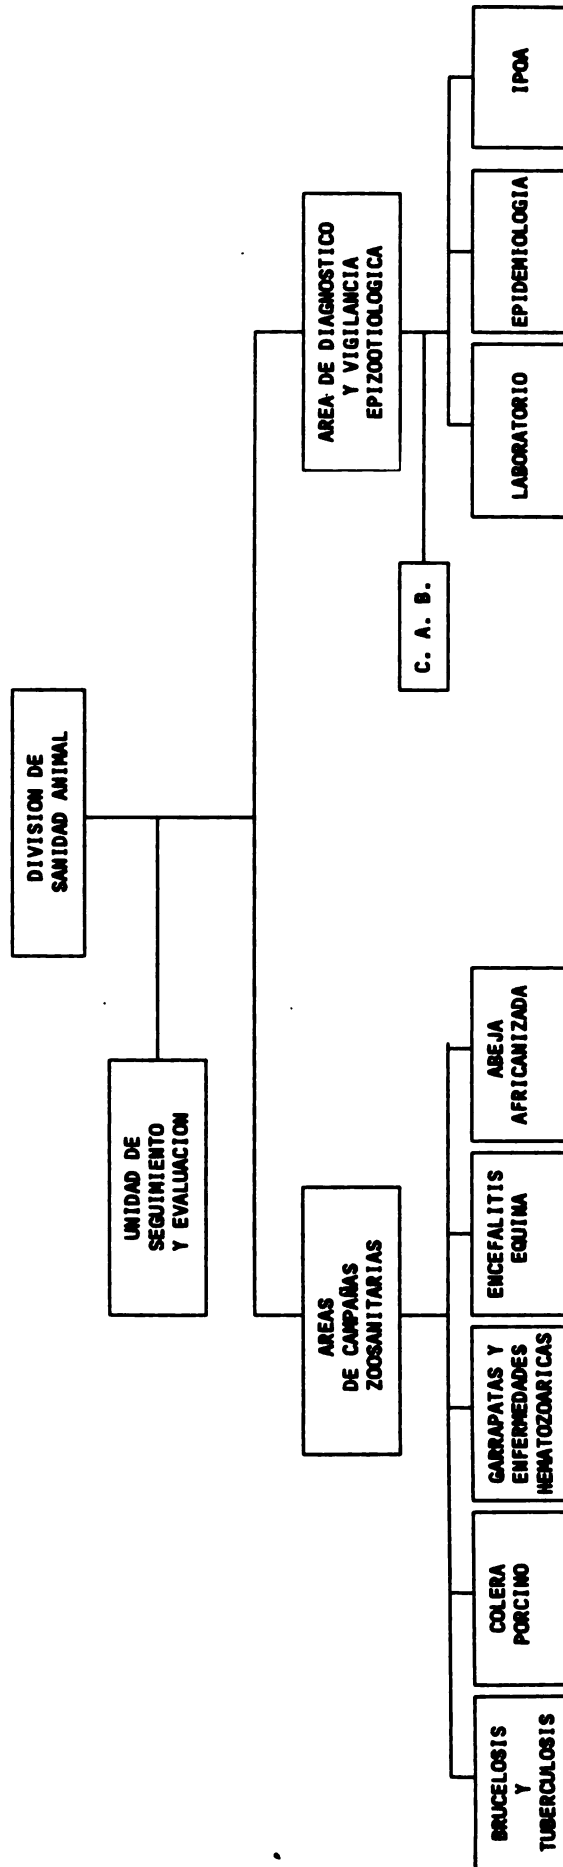 DIVISION DE
SANIDAD ANIMAL
UNIDAD DE
SEGUIMIENTO
Y EVALUACION
AREAS
DE CAMPAÑAS
ZOOSANITARIAS
AREA DE DIAGNOSTICO
Y VIGILANCIA
EPIZOOTIOLOGICA
C. A. B.
BRUCELOSIS
Y
TUBERCULOSIS
COLERA
PORCINO
GARRAPATAS Y
ENFERMEDADES
HEMATOZOARICAS
ENCEFALITIS
EQUINA
ABEJA
AFRICANIZADA
LABORATORIO
EPIDEMIOLOGIA
IPOA